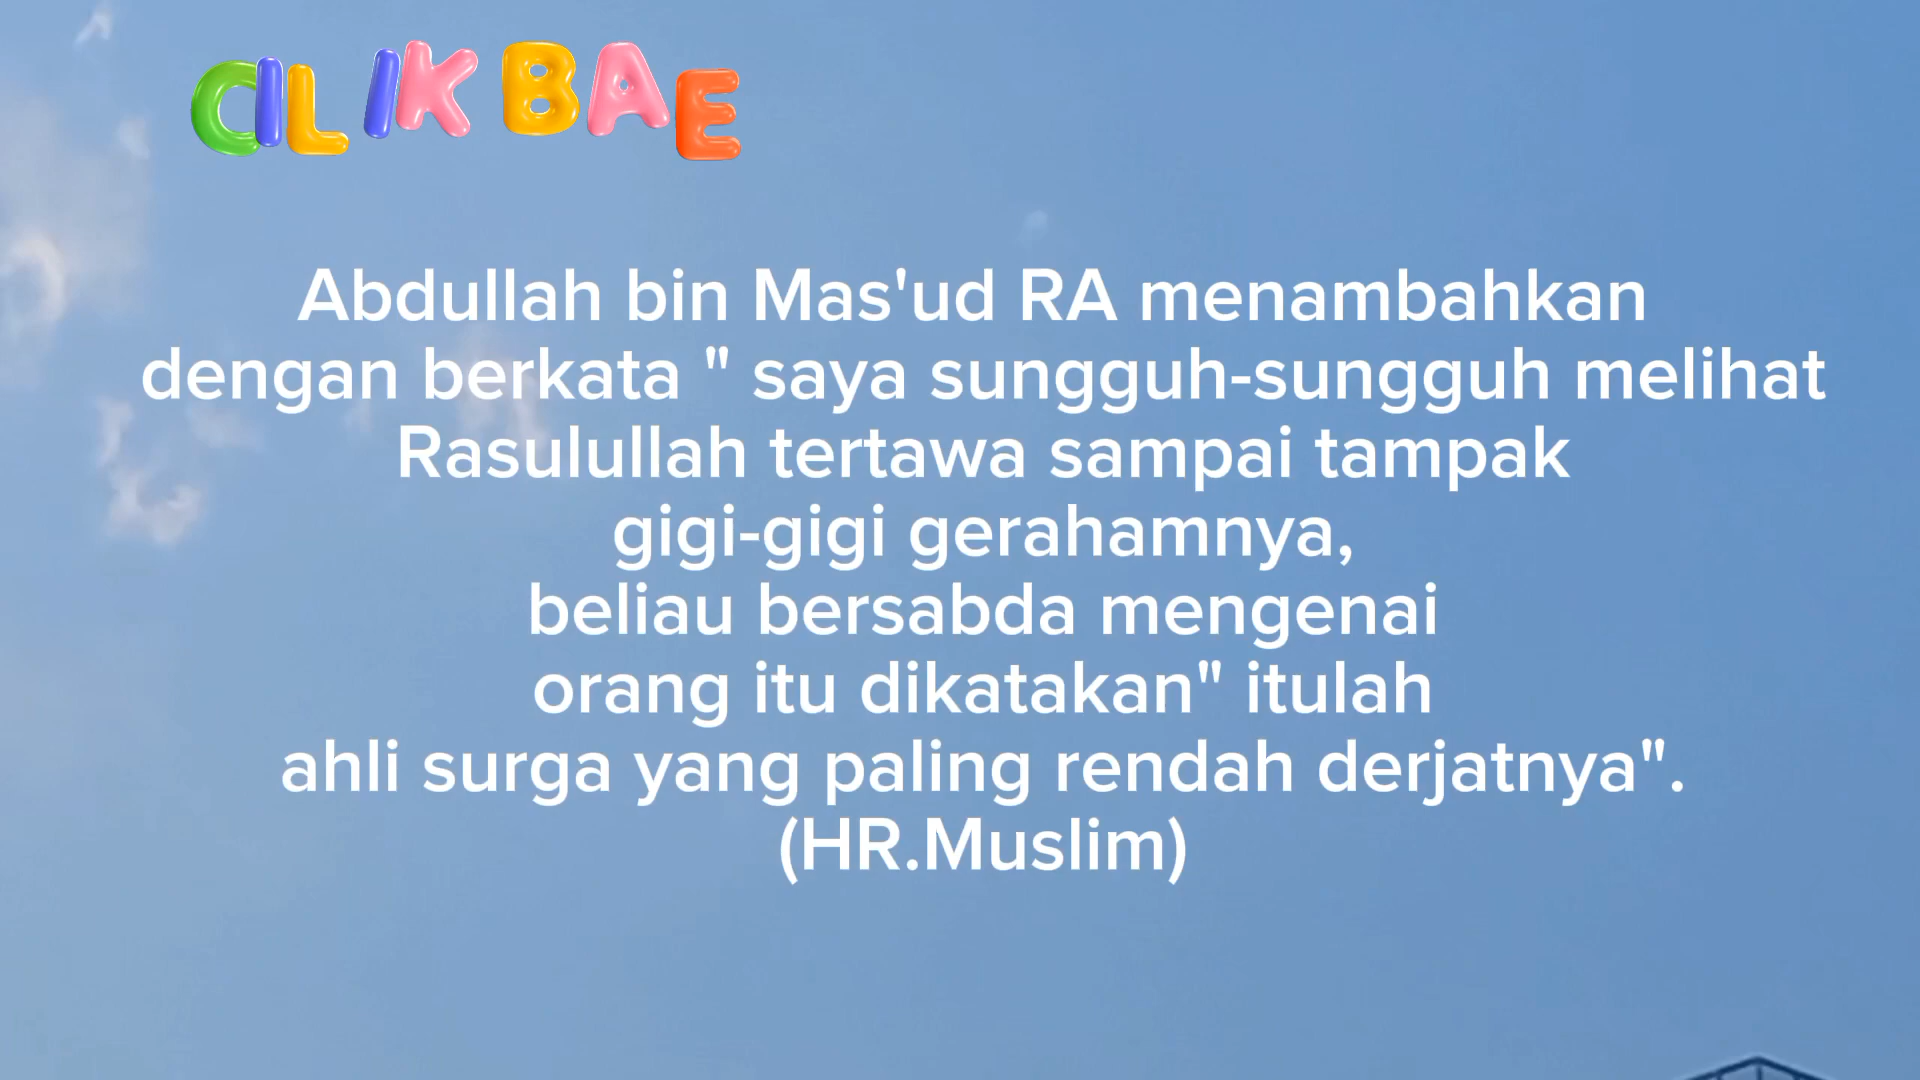 CILIK BAE
Abdullah bin Mas'ud RA menambahkan
dengan berkata " saya sungguh-sungguh melihat
Rasulullah tertawa sampai tampak
gigi-gigi gerahamnya,
beliau bersabda mengenai
orang itu dikatakan" itulah
ahli surga yang paling rendah derjatnya".
(HR.Muslim)